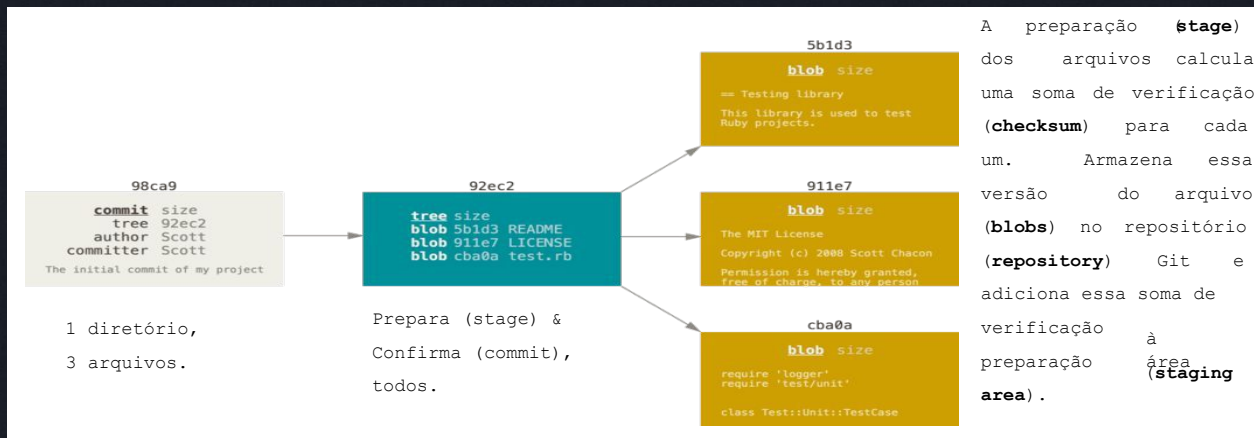 98ca9
commit size
tree 92ec2
author Scott
committer Scott
The initial commit of my project
1 diretório,
3 arquivos.
92ec2
tree size
blob 5b1d3 README
blob 911e7 LICENSE
blob cba0a test.rb
Prepara (stage) &
Confirma (commit),
todos.
5b1d3
blob size
== Testing library
This library is used to test
Ruby projects.
911e7
blob size
The MIT License
Copyright (c) 2008 Scott Chacon
Permission is hereby granted,
free of charge, to any person
cba0a
blob size
require 'logger'
require 'test/unit'
class Test::Unit::TestCase
A preparação (stage)
dos arquivos calcula
uma soma de verificação
(checksum) para cada
um. Armazena essa
versão do arquivo
(blobs) no repositório
(repository) Git e
adiciona essa soma de
verificação à
preparação área
(staging
area).